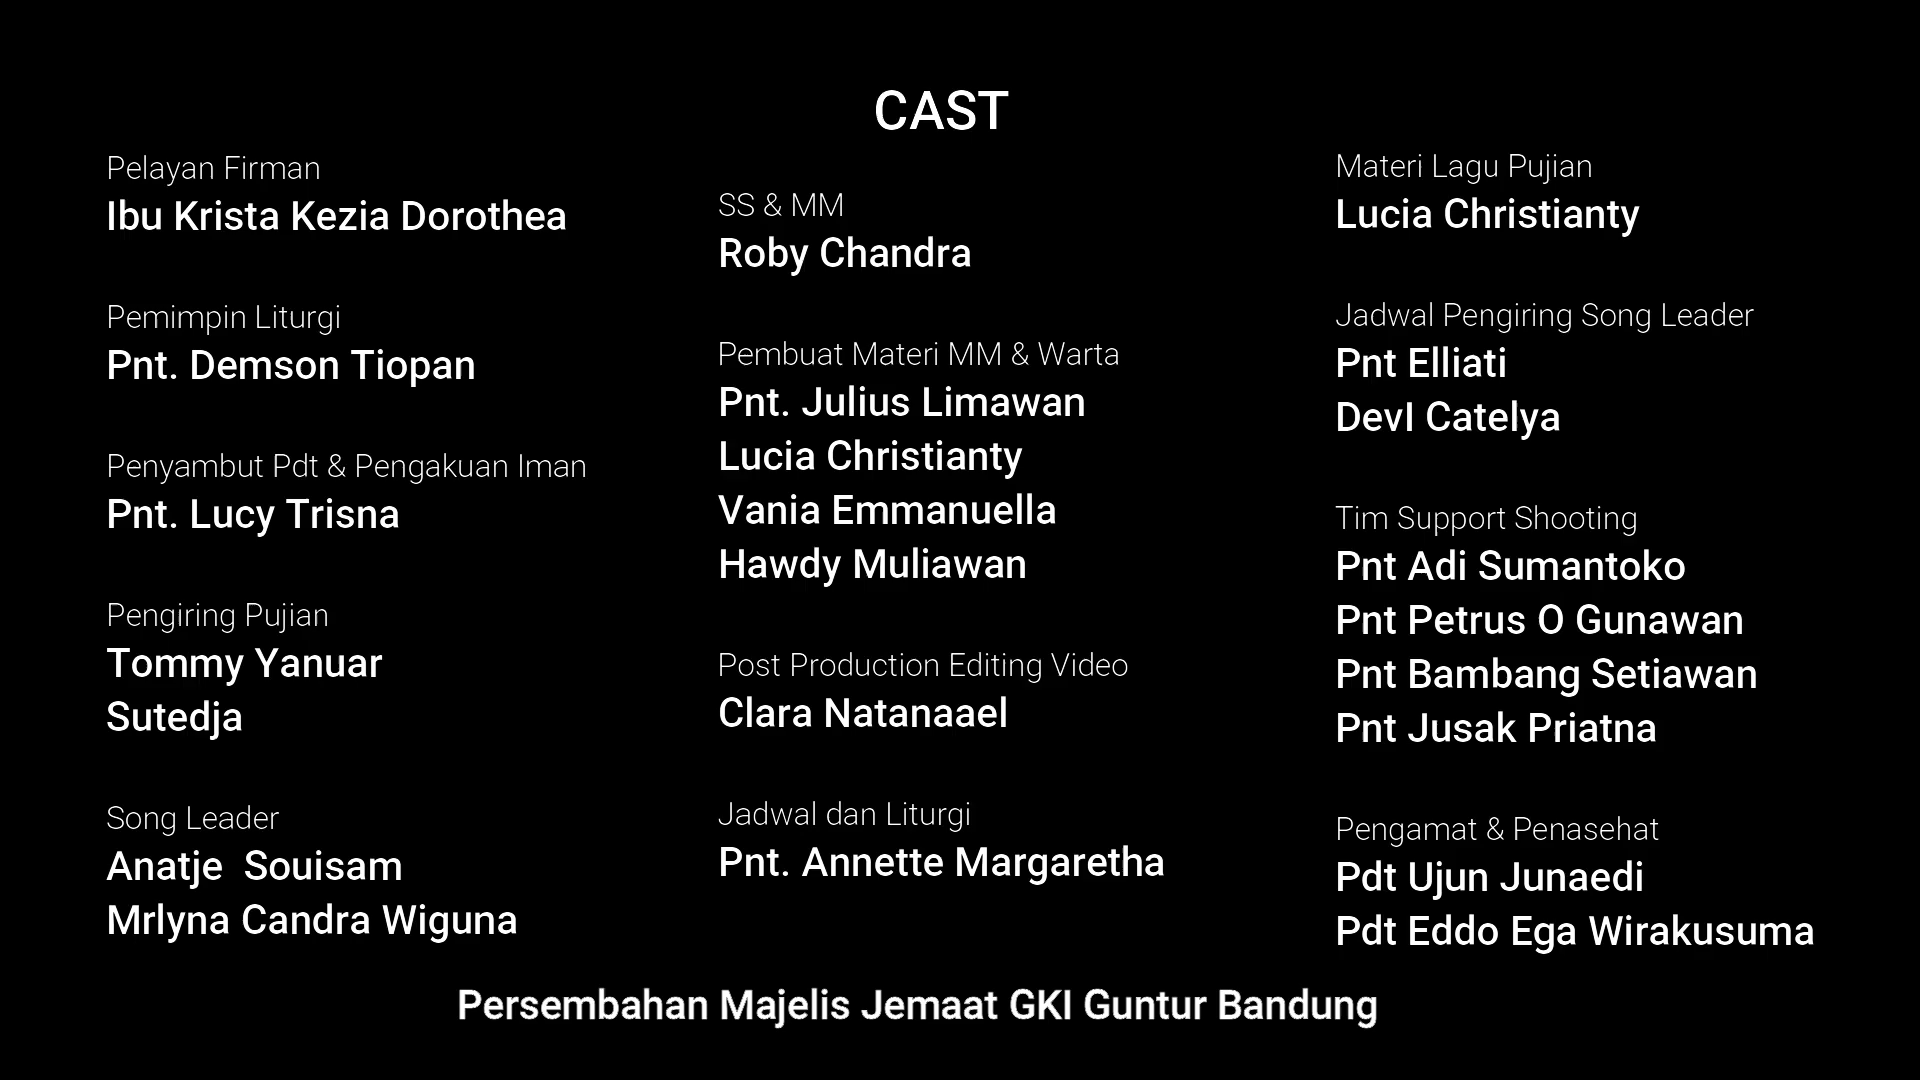 CAST
Pelayan Firman
Ibu Krista Kezia Dorothea
Pemimpin Liturgi
Pnt. Demson Tiopan
Penyambut Pdt & Pengakuan Iman
Pnt. Lucy Trisna
Pengiring Pujian
Tommy Yanuar
Sutedja
Song Leader
Anatje  Souisam
Mrlyna Candra Wiguna
SS & MM
Roby Chandra
Pembuat Materi MM & Warta
Pnt. Julius Limawan
Lucia Christianty
Vania Emmanuella
Hawdy Muliawan
Post Production Editing Video
Clara Natanaael
Jadwal dan Liturgi
Pnt. Annette Margaretha
Materi Lagu Pujian
Lucia Christianty
Jadwal Pengiring Song Leader
Pnt Elliati
DevI Catelya
Tim Support Shooting
Pnt Adi Sumantoko
Pnt Petrus O Gunawan
Pnt Bambang Setiawan
Pnt Jusak Priatna
Pengamat & Penasehat
Pdt Ujun Junaedi
Pdt Eddo Ega Wirakusuma
Persembahan Majelis Jemaat GKI Guntur Bandung